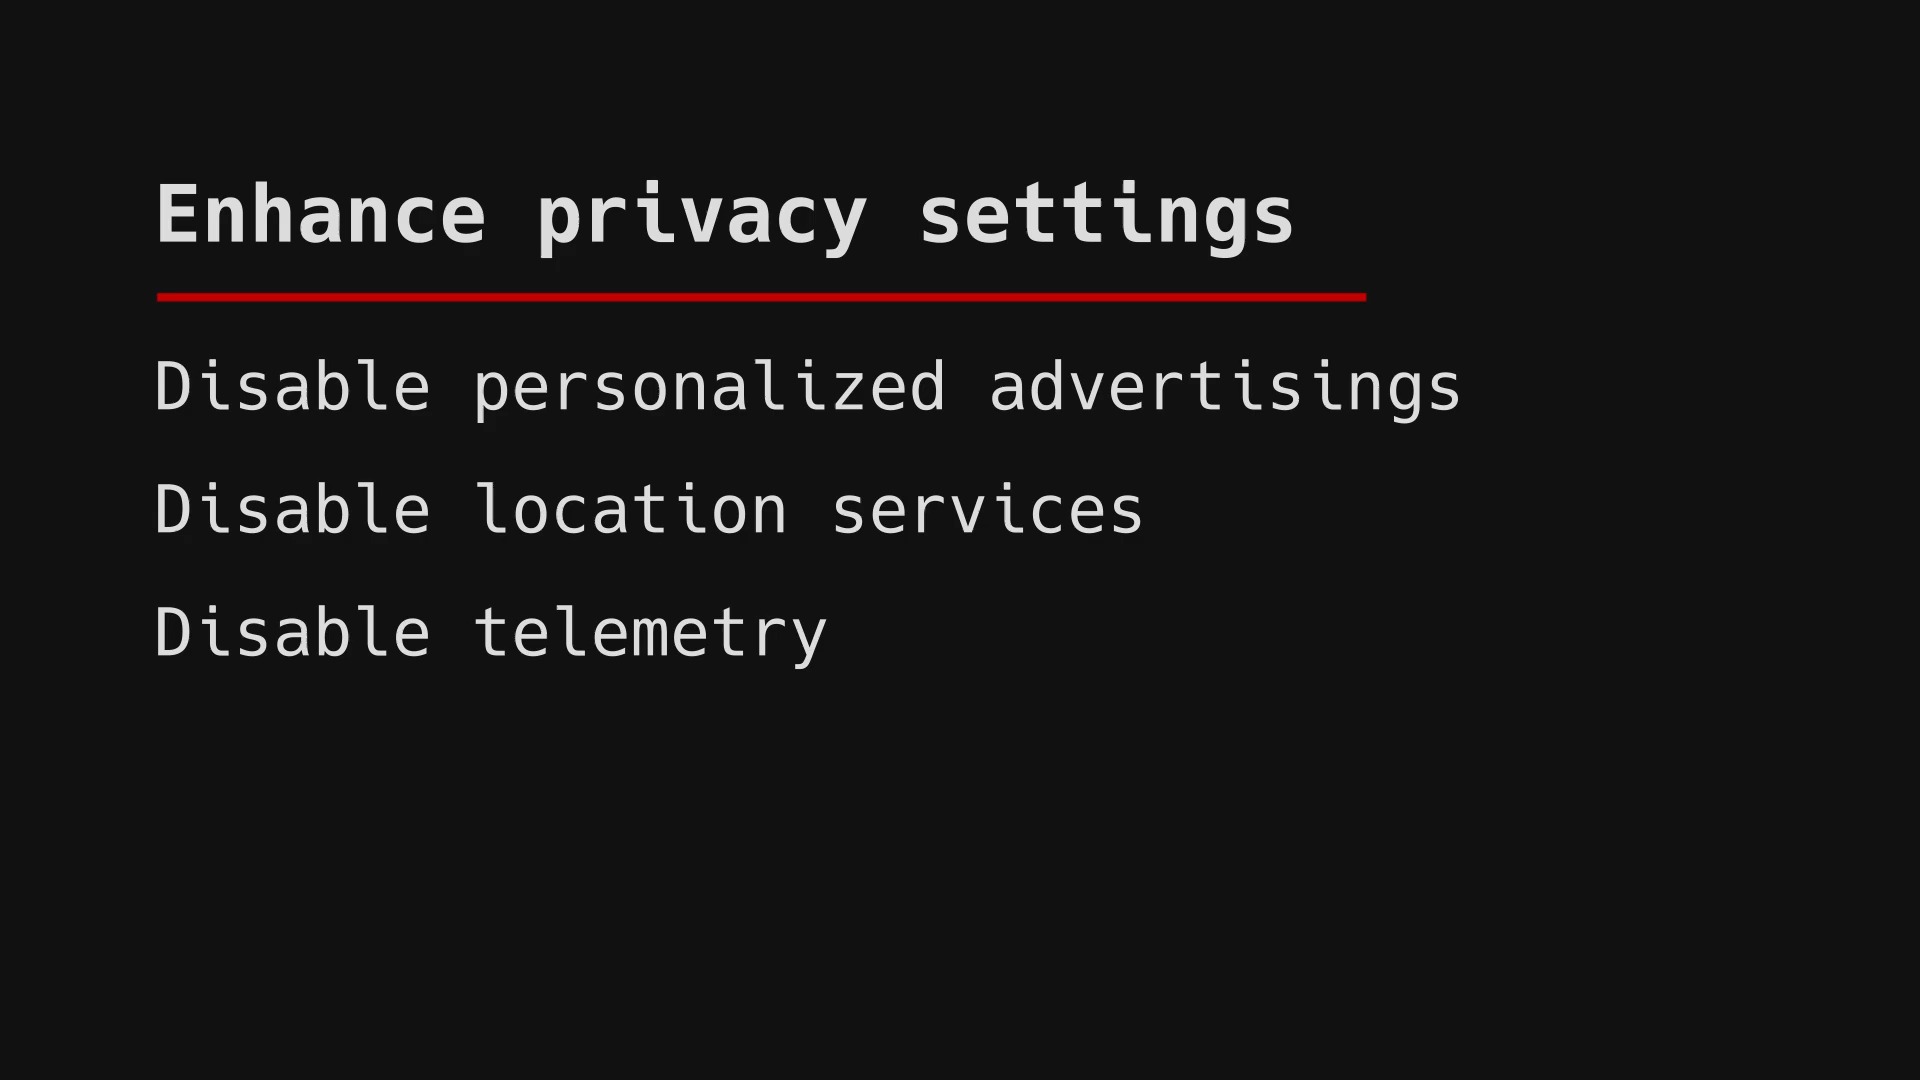 Enhance privacy settings
Disable personalized advertisings
Disable location services
Disable telemetry